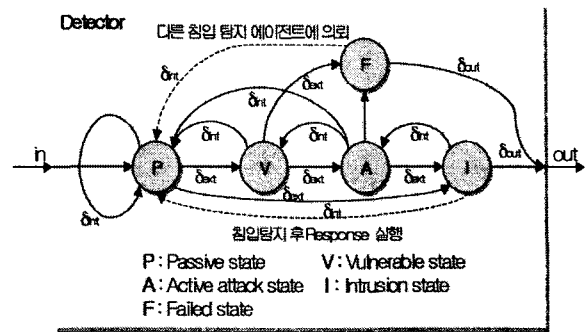 Detector
다른 침입 탐지 에이전트에 의뢰
F
δint
δext
δout
δint
δint
δint
δint
in
P
V
A
I
out
δext
δext
δext
δout
δext
δint
δint
침입탐지 후 Response 실행
P : Passive state
V : Vulnerable state
A : Active attack state
I : Intrusion state
F : Failed state